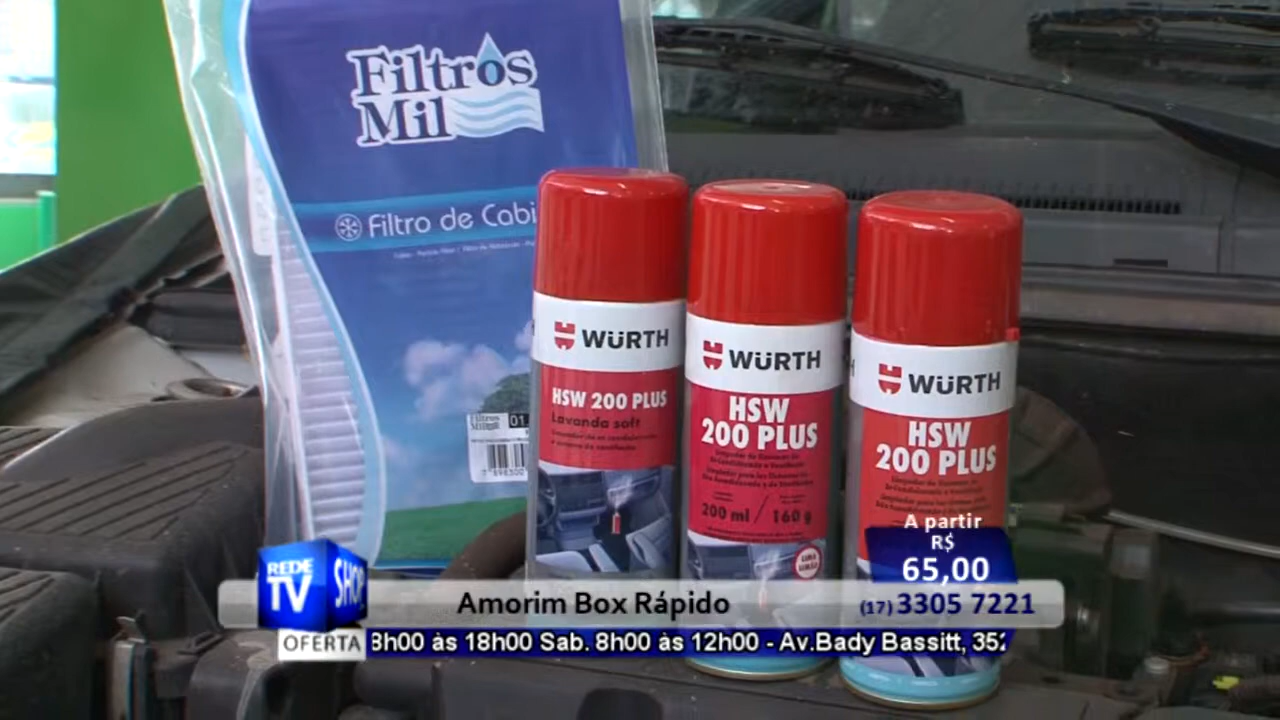 Filtros
Mil
Filtro de Cabi
01.
WÜRTH
HSW 200 PLUS
Lavanda soft
WÜRTH
HSW
200 PLUS
200 ml / 160 g
WÜRTH
HSW
200 PLUS
A partir
R$
65,00
REDE
TV
SHOP
Amorim Box Rápido
(17) 3305 7221
OFERTA
8h00 às 18h00 Sab. 8h00 às 12h00 - Av.Bady Bassitt, 352